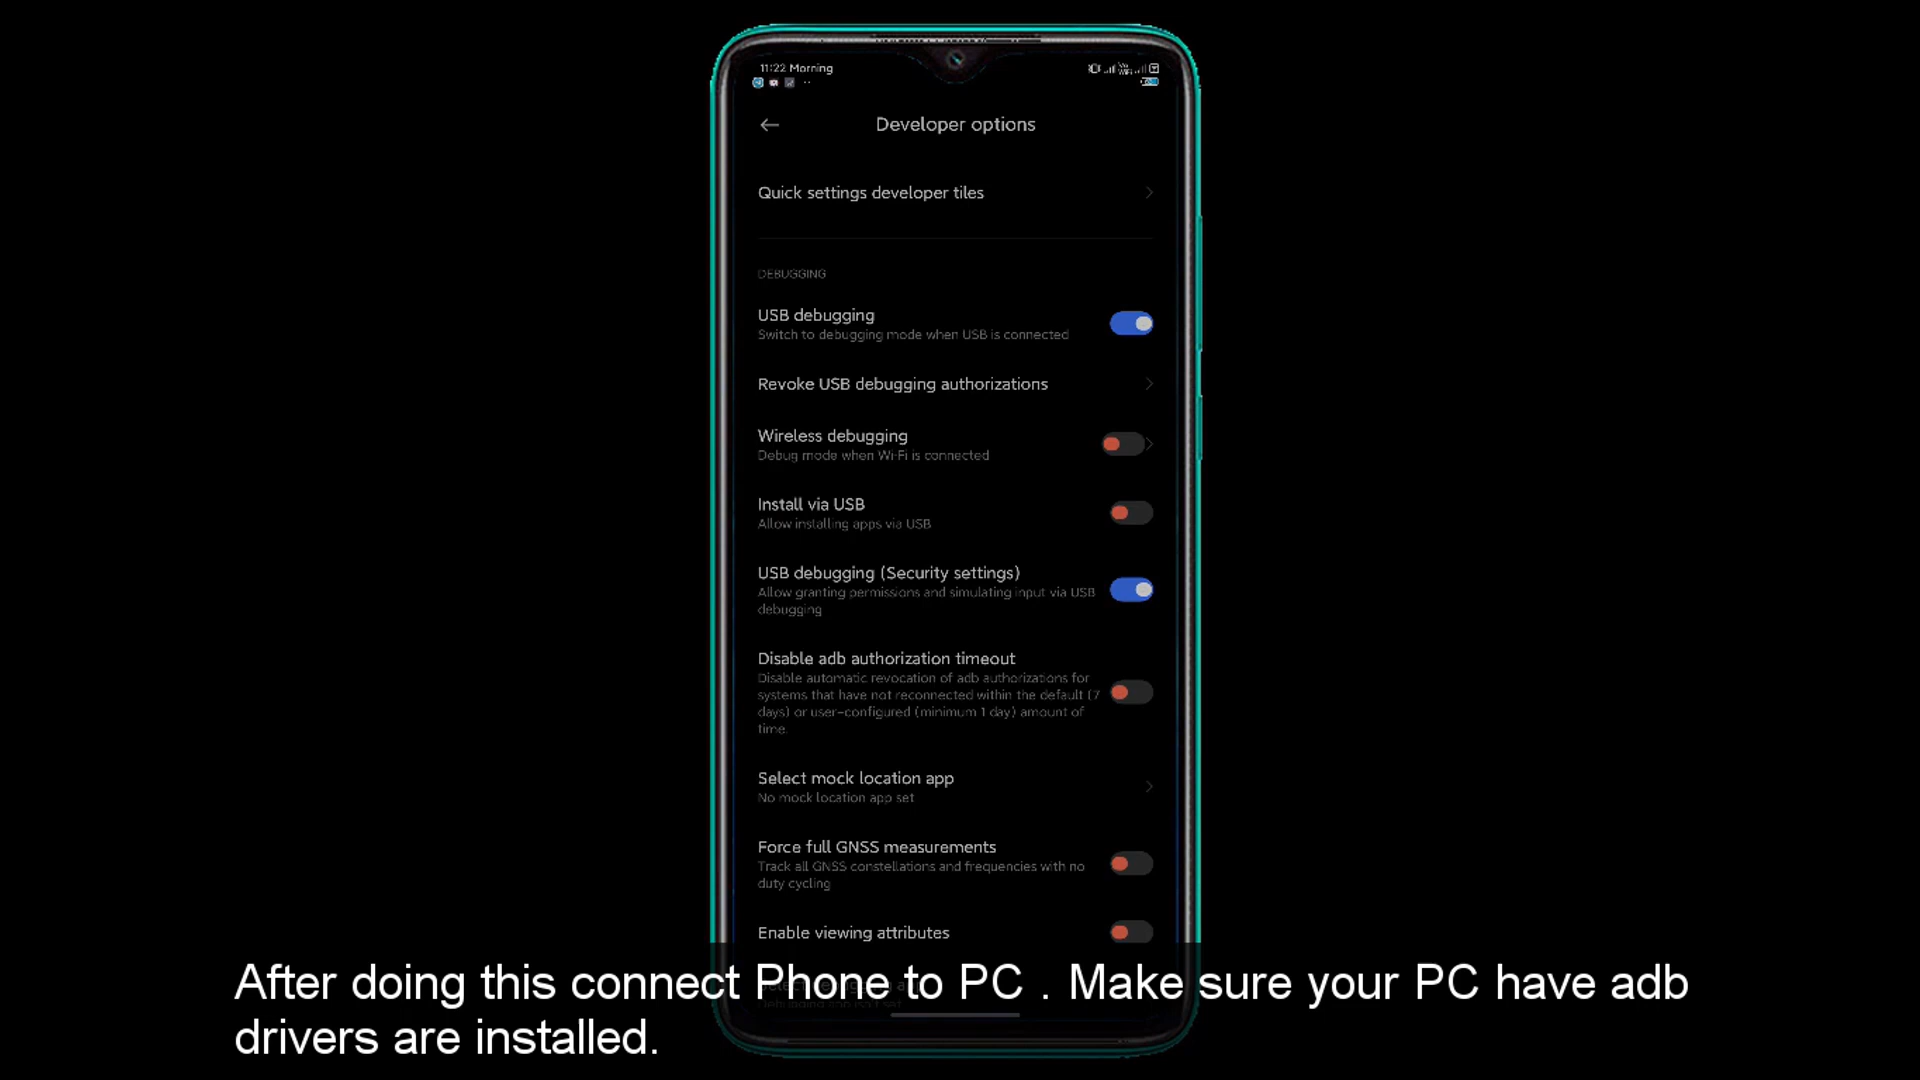 11:22 Morning
Developer options
Quick settings developer tiles
DEBUGGING
USB debugging
Switch to debugging mode when USB is connected
Revoke USB debugging authorizations
Wireless debugging
Debug mode when Wi-Fi is connected
Install via USB
Allow installing apps via USB
USB debugging (Security settings)
Allow granting permissions and simulating input via USB
debugging
Disable adb authorization timeout
Disable automatic revocation of adb authorizations for
systems that have not reconnected within the default (7
days) or user-configured (minimum 1 day) amount of
time.
Select mock location app
No mock location app set
Force full GNSS measurements
Track all GNSS constellations and frequencies with no
duty cycling
Enable viewing attributes
After doing this connect Phone to PC . Make sure your PC have adb
drivers are installed.